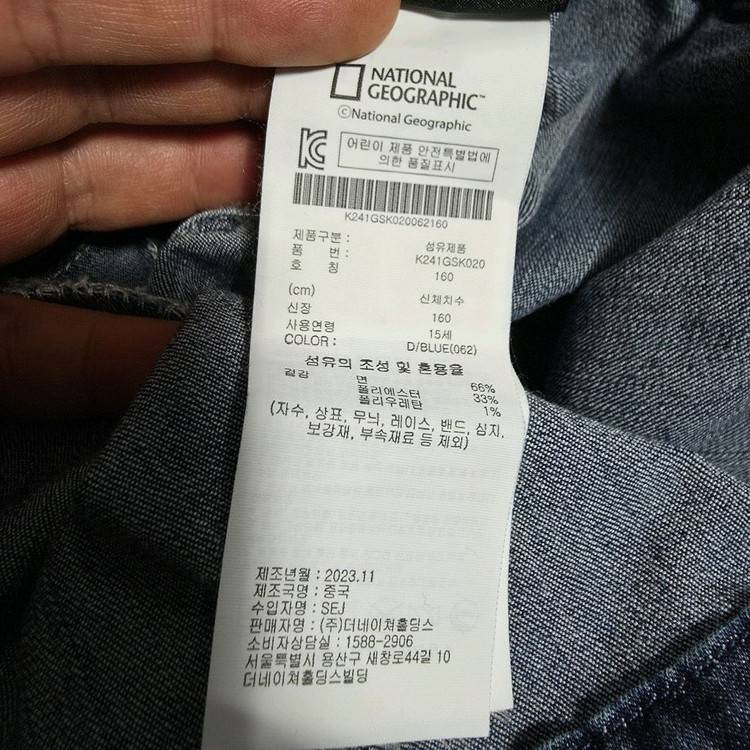 NATIONAL
GEOGRAPHIC™
©National Geographic
어린이 제품 안전특별법에
의한 품질표시
K241GSK020062160
제품구분 : 섬유제품
품 번 : K241GSK020
호 칭 160
(cm) 신체치수
신장 160
사용연령 15세
COLOR : D/BLUE(062)
섬유의 조성 및 혼용율
겉감 면 66%
폴리에스터 33%
폴리우레탄 1%
(자수, 상표, 무늬, 레이스, 밴드, 심지,
보강재, 부속재료 등 제외)
제조년월 : 2023.11
제조국명 : 중국
수입자명 : SEJ
판매자명 : (주)더네이쳐홀딩스
소비자상담실 : 1588-2906
서울특별시 용산구 새창로44길 10
더네이쳐홀딩스빌딩